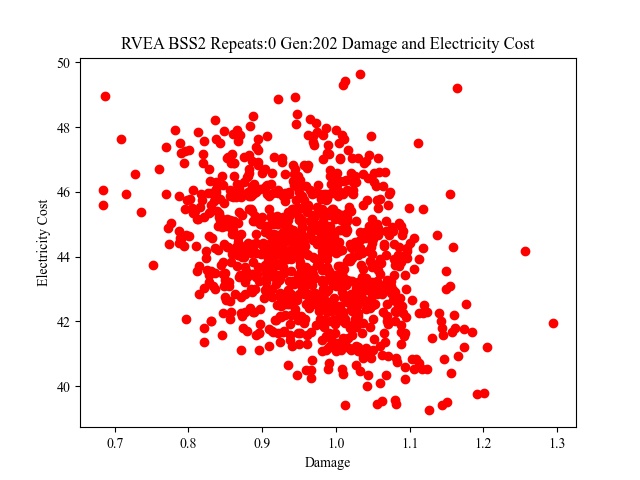 RVEA BSS2 Repeats:0 Gen:202 Damage and Electricity Cost
50
48
46
44
42
40
Electricity Cost
0.7 0.8 0.9 1.0 1.1 1.2 1.3
Damage